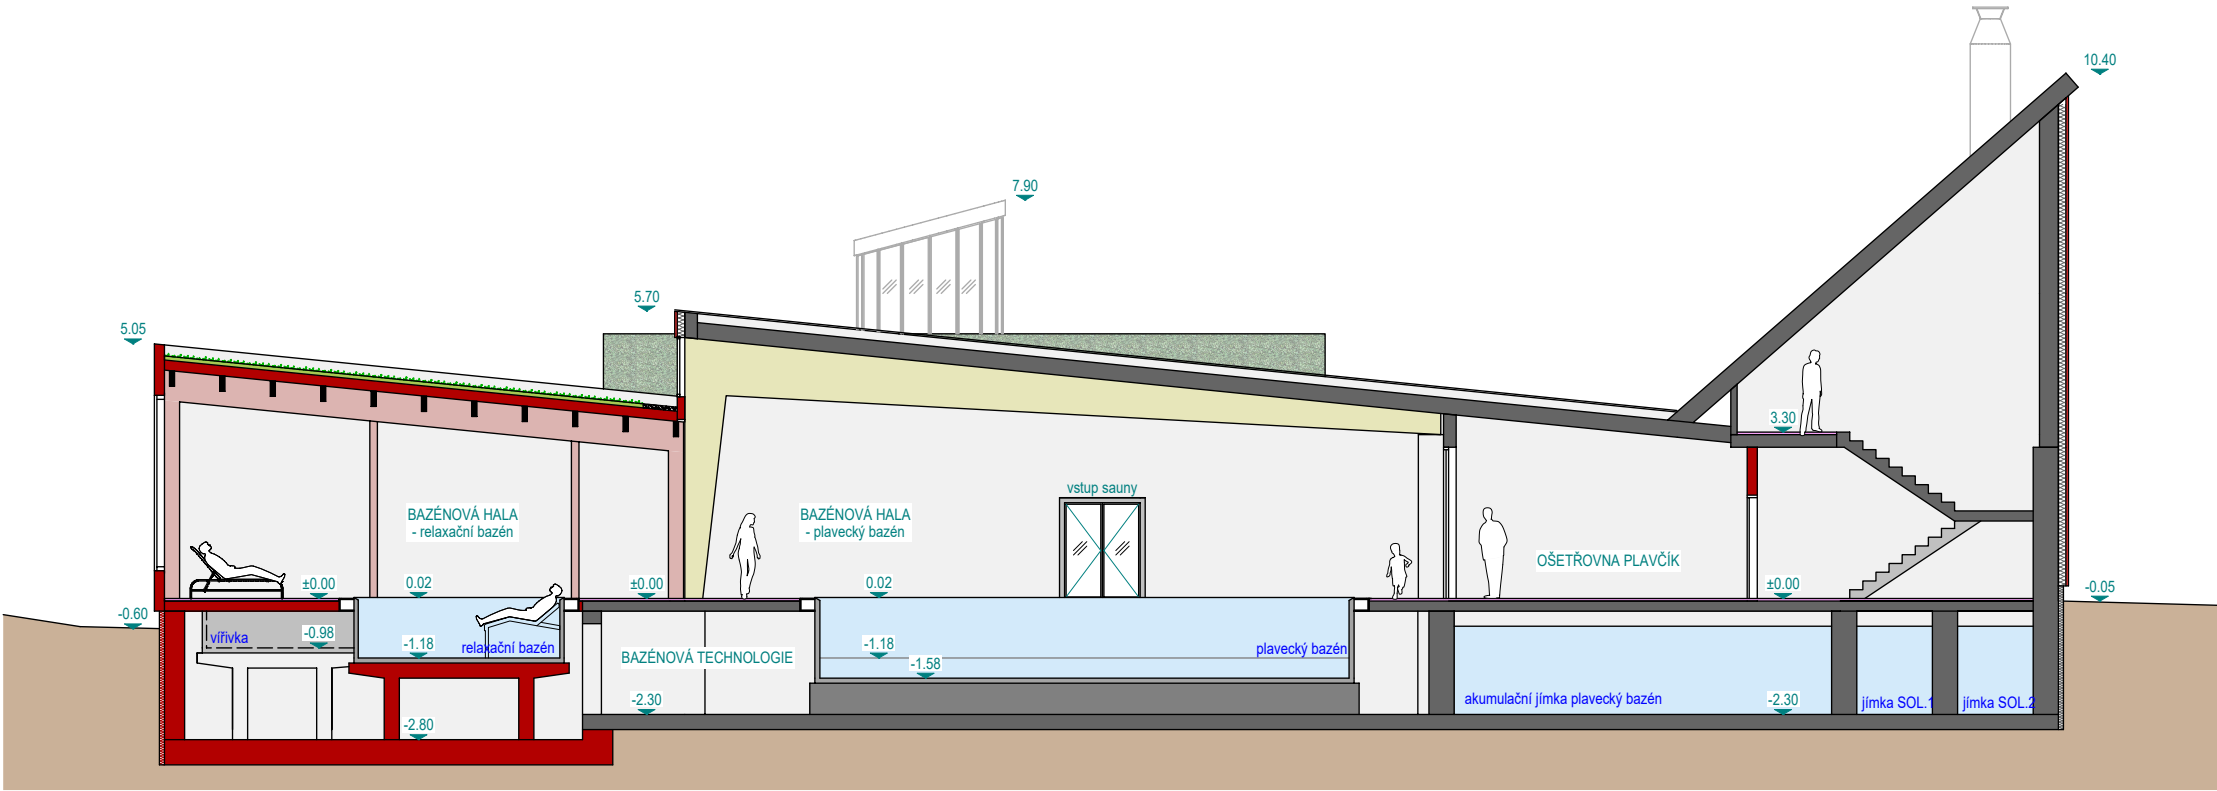 10.40
7.90
5.70
5.05
3.30
vstup sauny
BAZÉNOVÁ HALA
- relaxační bazén
BAZÉNOVÁ HALA
- plavecký bazén
OŠETŘOVNA PLAVČÍK
±0.00
0.02
±0.00
0.02
±0.00
-0.05
-0.60
vířivka
-0.98
-1.18
relaxační bazén
BAZÉNOVÁ TECHNOLOGIE
-1.18
-1.58
plavecký bazén
-2.30
akumulační jímka plavecký bazén
-2.30
jímka SOL.1
jímka SOL.2
-2.80